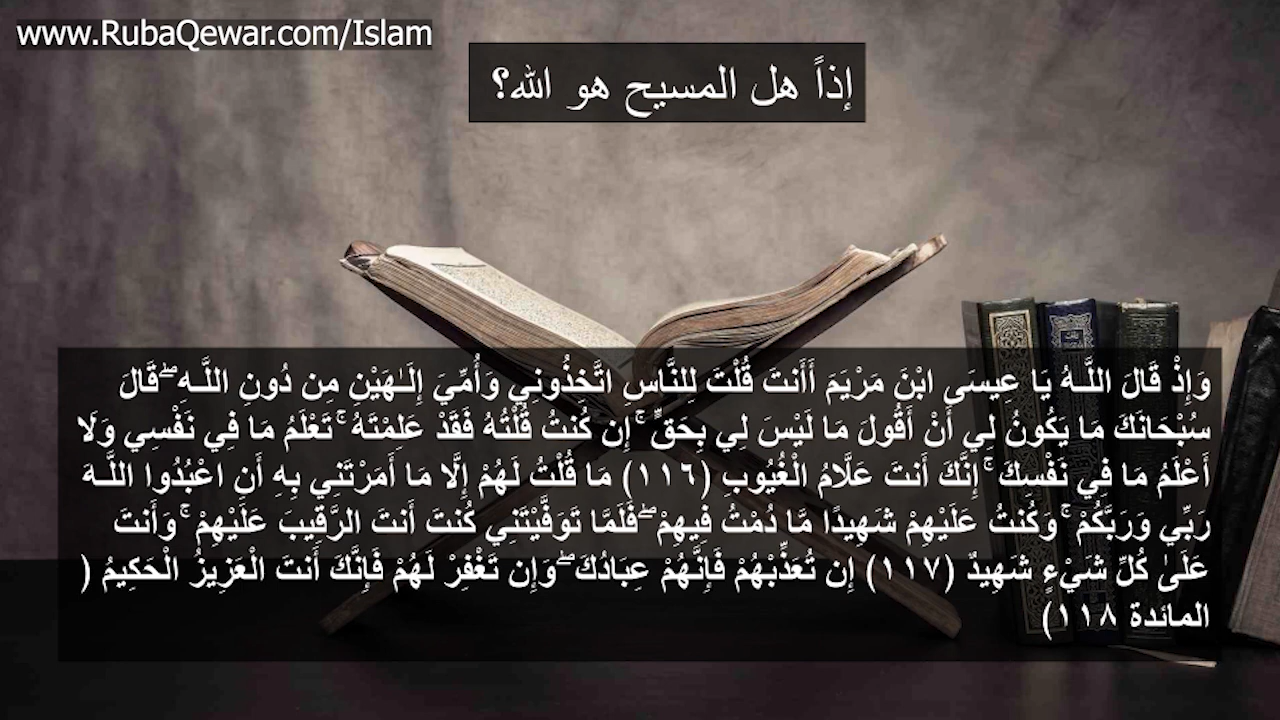 www.RubaQewar.com/Islam
إذاً هل المسيح هو الله؟
وَإِذْ قَالَ اللَّـهُ يَا عِيسَى ابْنَ مَرْيَمَ أَأَنتَ قُلْتَ لِلنَّاسِ اتَّخِذُونِي وَأُمِّيَ إِلَـٰهَيْنِ مِن دُونِ اللَّـهِ ۖ قَالَ
سُبْحَانَكَ مَا يَكُونُ لِي أَنْ أَقُولَ مَا لَيْسَ لِي بِحَقٍّ ۚ إِن كُنتُ قُلْتُهُ فَقَدْ عَلِمْتَهُ ۚ تَعْلَمُ مَا فِي نَفْسِي وَلَا
أَعْلَمُ مَا فِي نَفْسِكَ ۚ إِنَّكَ أَنتَ عَلَّامُ الْغُيُوبِ (١١٦) مَا قُلْتُ لَهُمْ إِلَّا مَا أَمَرْتَنِي بِهِ أَنِ اعْبُدُوا اللَّـهَ
رَبِّي وَرَبَّكُمْ ۚ وَكُنتُ عَلَيْهِمْ شَهِيدًا مَّا دُمْتُ فِيهِمْ ۖ فَلَمَّا تَوَفَّيْتَنِي كُنتَ أَنتَ الرَّقِيبَ عَلَيْهِمْ ۚ وَأَنتَ
عَلَىٰ كُلِّ شَيْءٍ شَهِيدٌ (١١٧) إِن تُعَذِّبْهُمْ فَإِنَّهُمْ عِبَادُكَ ۖ وَإِن تَغْفِرْ لَهُمْ فَإِنَّكَ أَنتَ الْعَزِيزُ الْحَكِيمُ (
المائدة ١١٨)